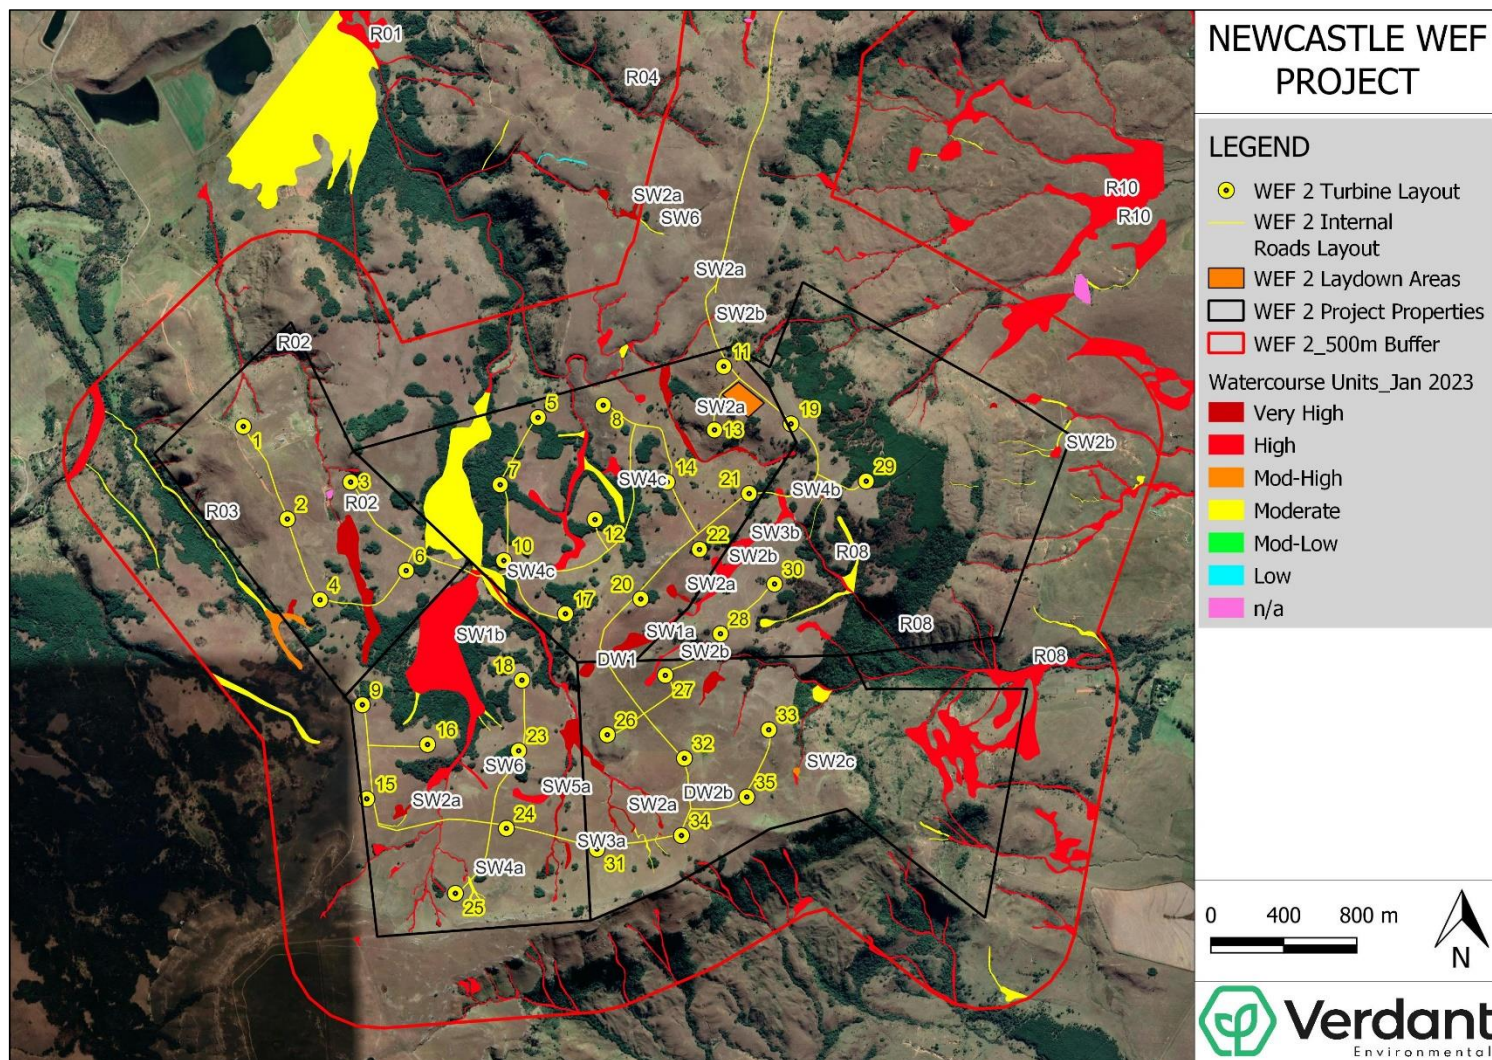 NEWCASTLE WEF
PROJECT
LEGEND
WEF 2 Turbine Layout
WEF 2 Internal
Roads Layout
WEF 2 Laydown Areas
WEF 2 Project Properties
WEF 2_500m Buffer
Watercourse Units_Jan 2023
Very High
High
Mod-High
Moderate
Mod-Low
Low
n/a
0 400 800 m
N
Verdant
Environmental
R01
R04
SW2a
SW6
R10
R10
SW2a
SW2b
R02
11
SW2a
5
8
19
1
13
SW2b
3
7
SW4c
14
21
SW4b
29
R02
R03
2
12
SW3b
22
SW2b
R08
10
SW4c
6
SW2a
30
4
17
20
R08
SW1b
SW1a
28
SW2b
DW1
R08
18
27
9
26
33
16
23
SW6
32
SW2c
15
SW2a
SW5a
SW2a
DW2b
35
24
SW3a
34
31
SW4a
25